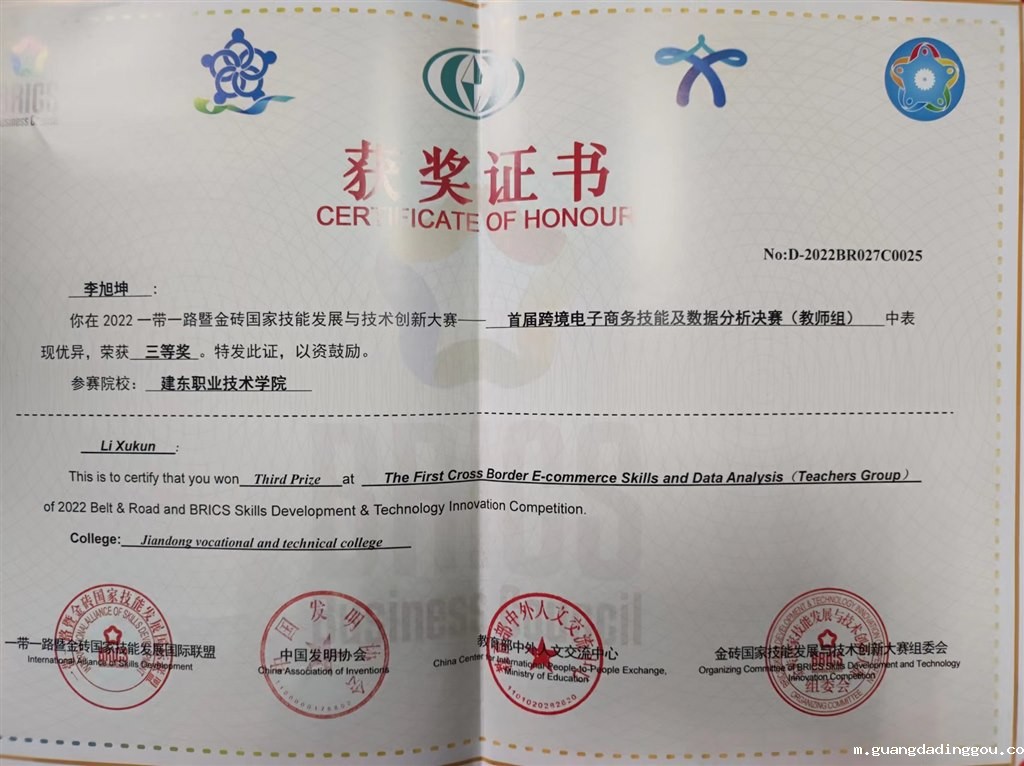 BRICS
获奖证书
CERTIFICATE OF HONOUR
No:D-2022BR027C0025
李旭坤 :
你在 2022 一带一路暨金砖国家技能发展与技术创新大赛—— 首届跨境电子商务技能及数据分析决赛（教师组） 中表
现优异，荣获 三等奖 。特发此证，以资鼓励。
参赛院校： 建东职业技术学院
Li Xukun :
This is to certify that you won Third Prize at The First Cross Border E-commerce Skills and Data Analysis（Teachers Group）
of 2022 Belt & Road and BRICS Skills Development & Technology Innovation Competition.
College: Jiandong vocational and technical college
Business Council
一带一路暨金砖国家技能发展国际联盟
International Alliance of Skills Development
中国发明协会
China Association of Inventions
教育部中外人文交流中心
China Center for International People-to-People Exchange,
Ministry of Education
金砖国家技能发展与技术创新大赛组委会
Organizing Committee of BRICS Skills Development and Technology
Innovation Competition
m.guangdadinggou.co